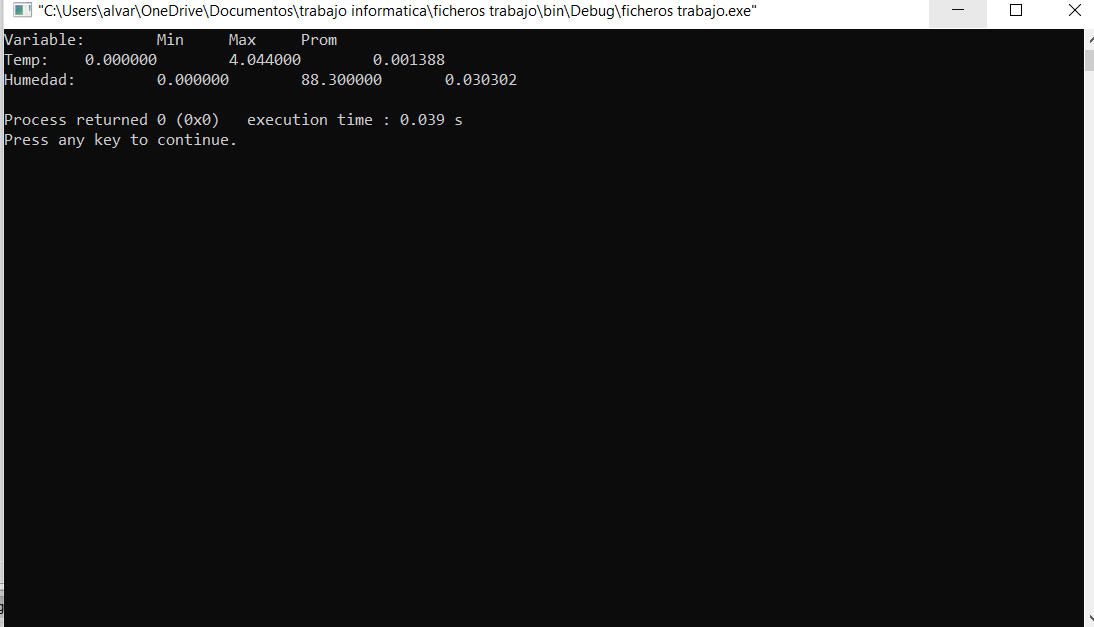 "C:\Users\alvar\OneDrive\Documentos\trabajo informatica\ficheros trabajo\bin\Debug\ficheros trabajo.exe"
Variable:        Min     Max     Prom
Temp:    0.000000        4.044000        0.001388
Humedad:         0.000000        88.300000       0.030302

Process returned 0 (0x0)   execution time : 0.039 s
Press any key to continue.